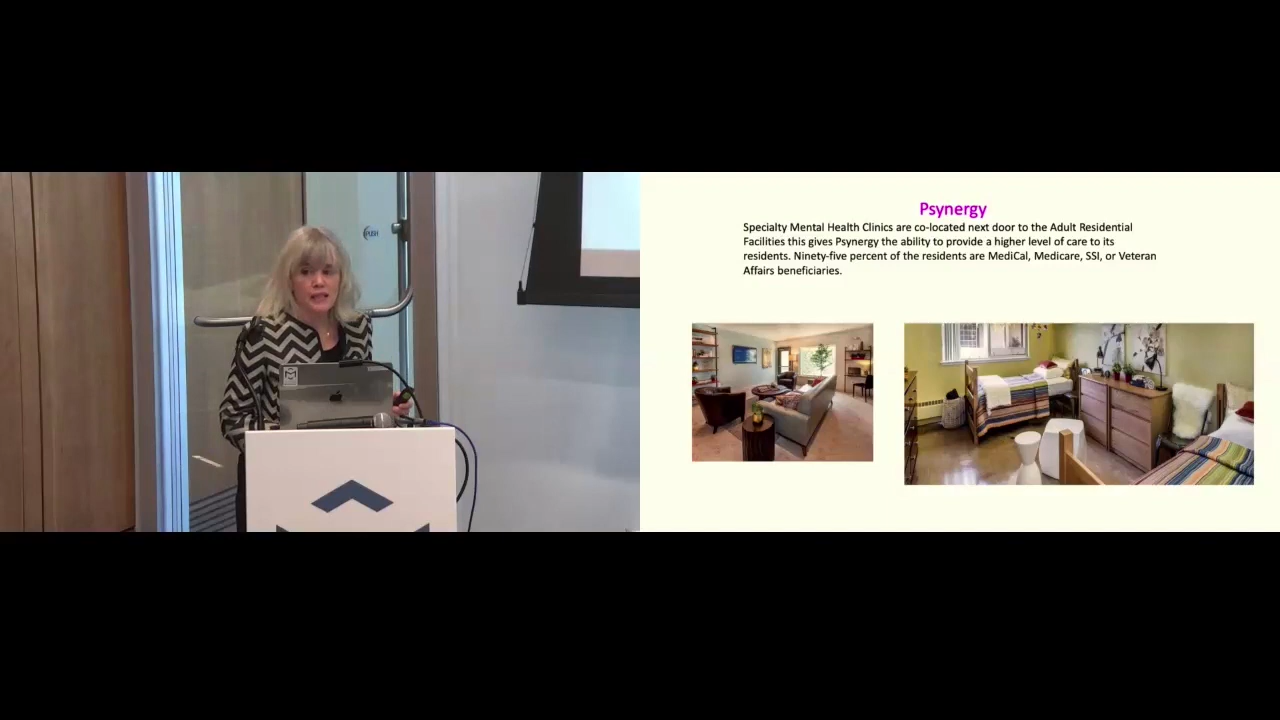 PUSH
Psynergy
Specialty Mental Health Clinics are co-located next door to the Adult Residential
Facilities this gives Psynergy the ability to provide a higher level of care to its
residents. Ninety-five percent of the residents are MediCal, Medicare, SSI, or Veteran
Affairs beneficiaries.